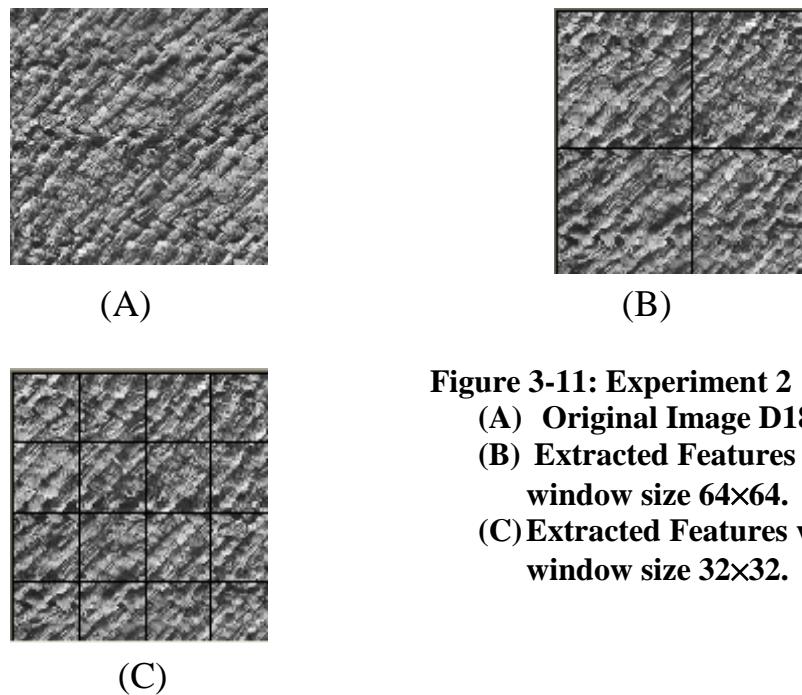 (A)
(B)
(C)
Figure 3-11: Experiment 2
(A) Original Image
(B) Extracted Features
window size 64×64.
(C) Extracted Features
window size 32×32.